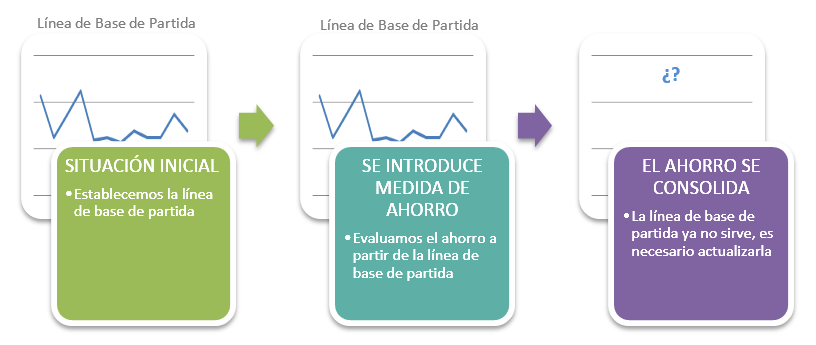 Línea de Base de Partida
SITUACIÓN INICIAL
•Establecemos la línea
de base de partida
Línea de Base de Partida
SE INTRODUCE
MEDIDA DE
AHORRO
•Evaluamos el ahorro a
partir de la línea de
base de partida
¿?
EL AHORRO SE
CONSOLIDA
•La línea de base de
partida ya no sirve, es
necesario actualizarla